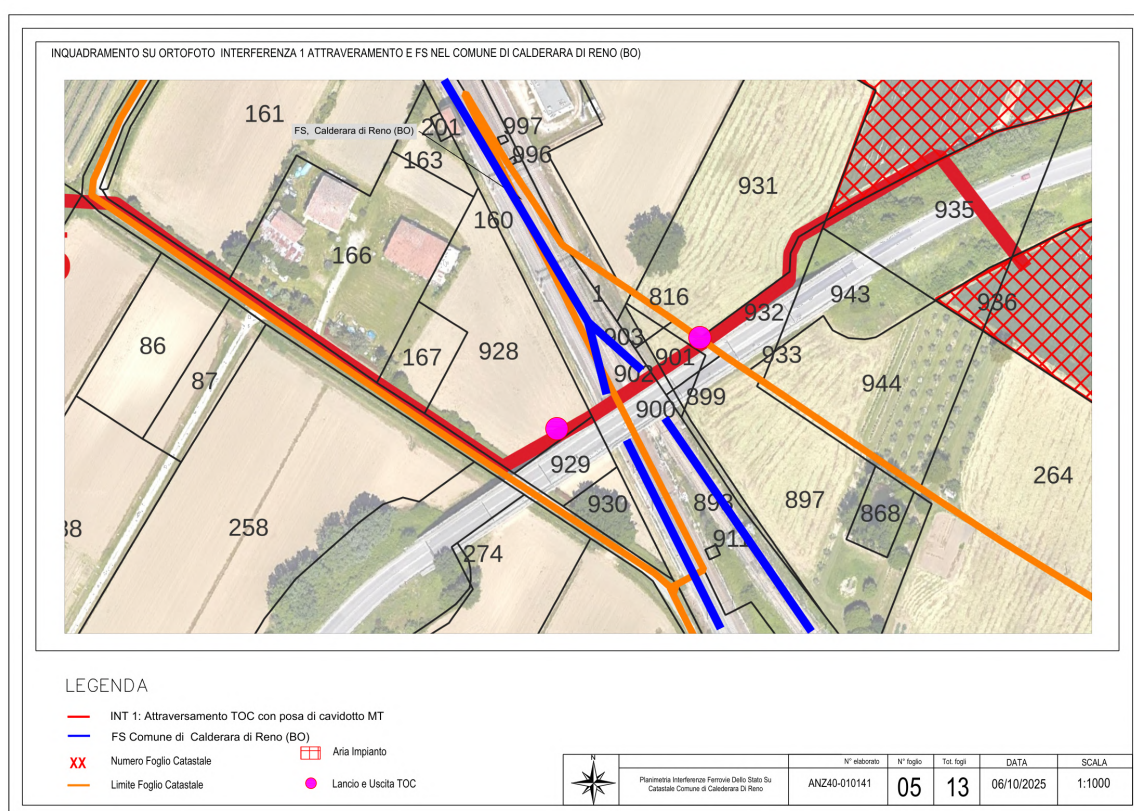 INQUADRAMENTO SU ORTOFOTO INTERFERENZA 1 ATTRAVERAMENTO E FS NEL COMUNE DI CALDERARA DI RENO (BO)
161
FS, Calderara di Reno (BO)
201
997
996
163
931
160
935
166
1
816
943
936
932
903
86
167
928
901
933
87
902
944
899
900
929
264
930
893
897
868
258
911
274
LEGENDA
INT 1: Attraversamento TOC con posa di cavidotto MT
FS Comune di Calderara di Reno (BO)
XX Numero Foglio Catastale
Aria Impianto
Limite Foglio Catastale
Lancio e Uscita TOC
N
Planimetria Interferenze Ferrovie Dello Stato Su
Catastale Comune di Calederara Di Reno
N° elaborato
ANZ40-010141
N° foglio
05
Tot. fogli
13
DATA
06/10/2025
SCALA
1:1000